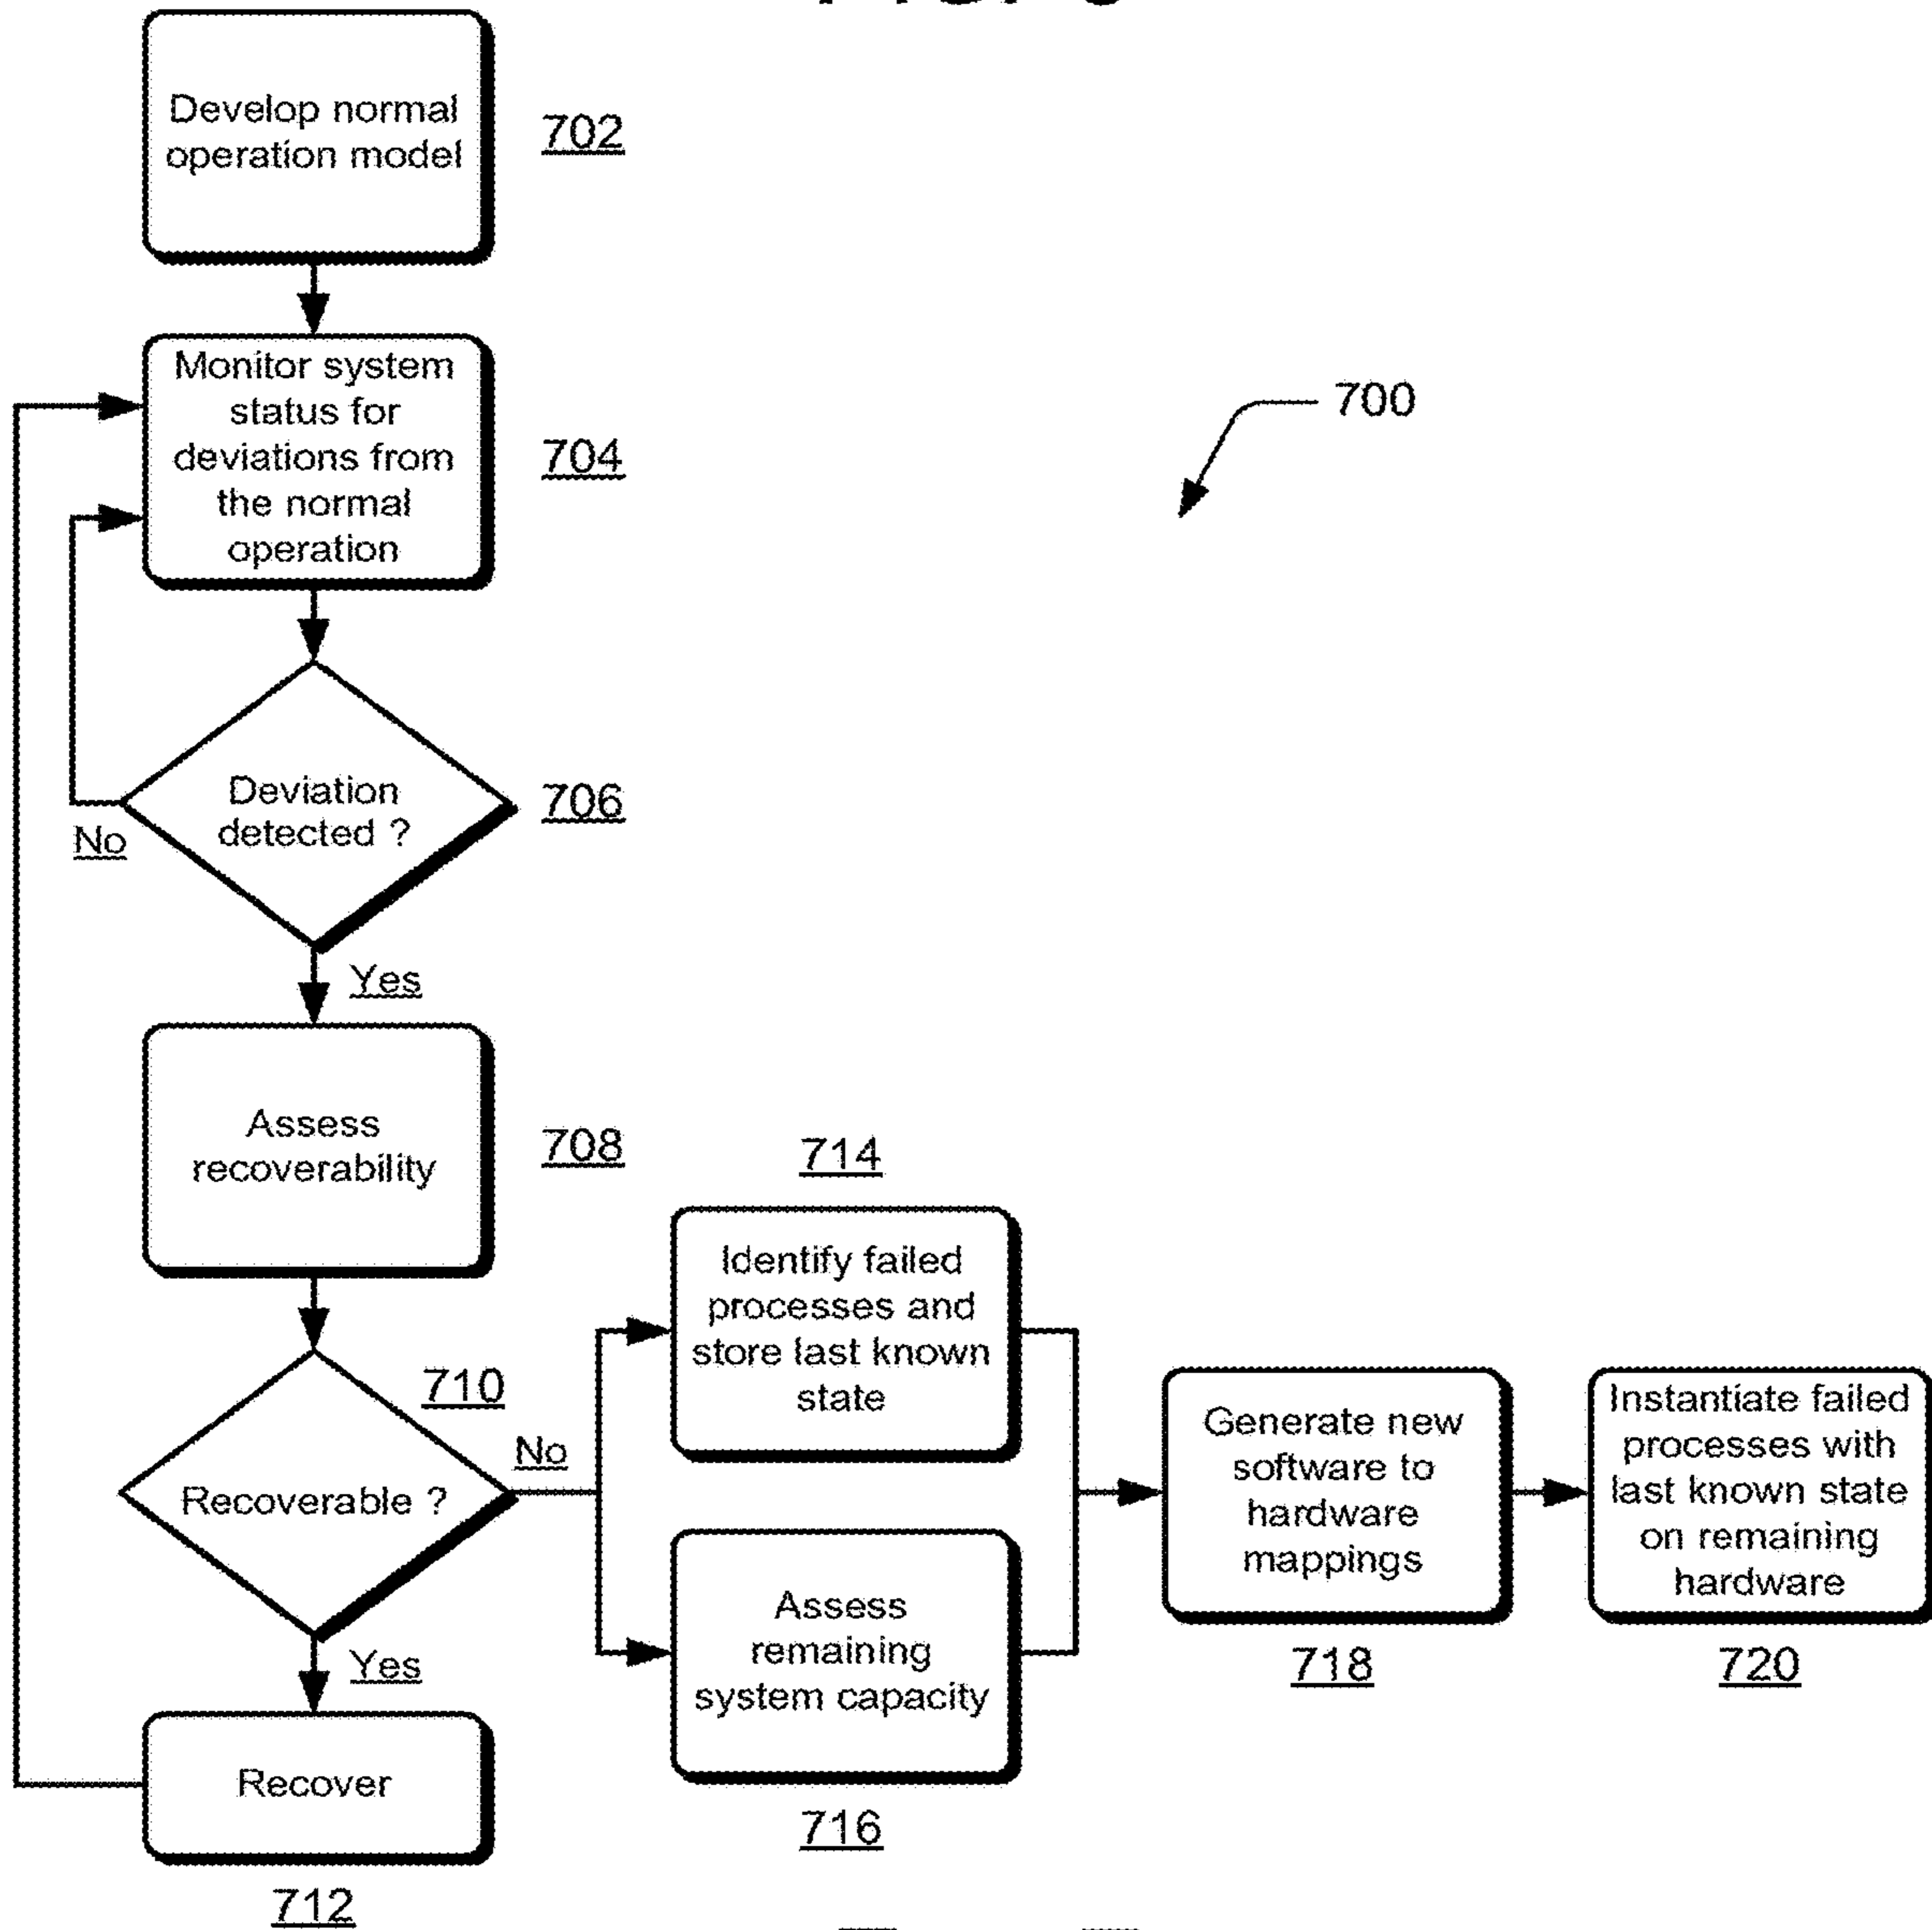 Develop normal
operation model
702
Monitor system
status for
deviations from
the normal
operation
704
700
Deviation
detected ?
706
No
Yes
Assess
recoverability
708
714
Identify failed
processes and
store last known
state
710
Recoverable ?
No
Yes
Generate new
software to
hardware
mappings
718
Instantiate failed
processes with
last known state
on remaining
hardware
720
Assess
remaining
system capacity
716
Recover
712